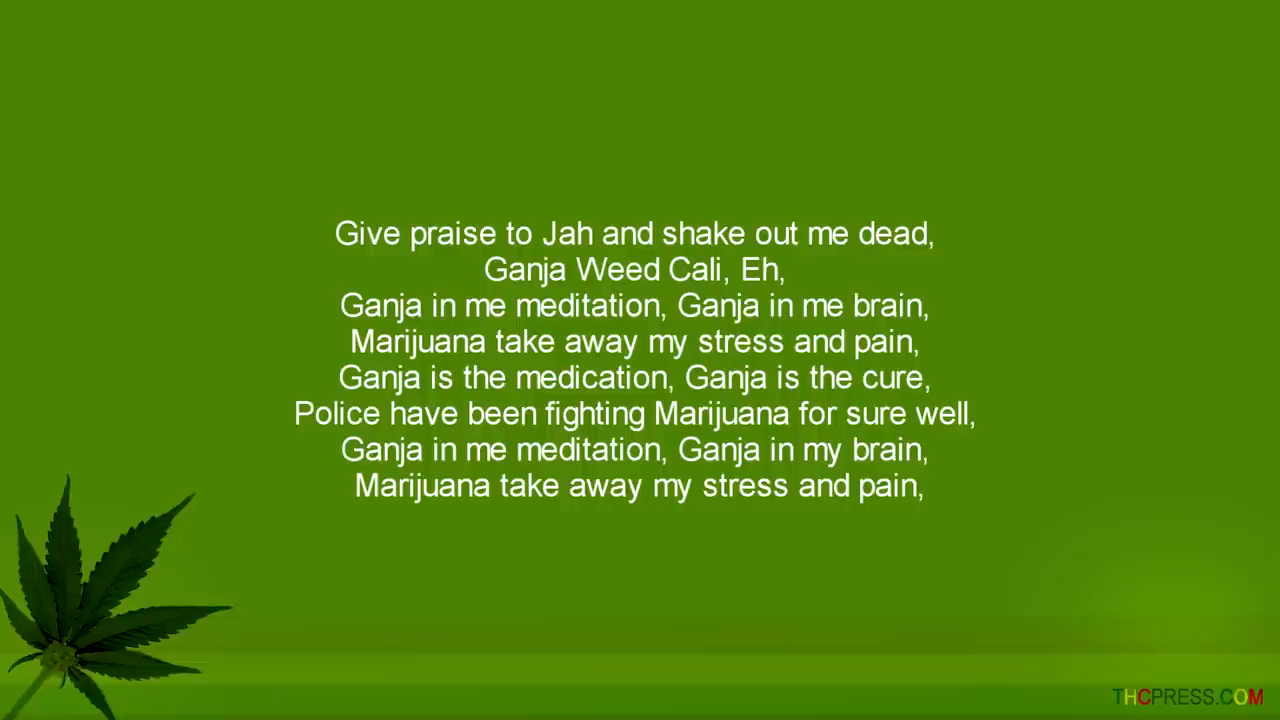 Give praise to Jah and shake out me dead,
Ganja Weed Cali, Eh,
Ganja in me meditation, Ganja in me brain,
Marijuana take away my stress and pain,
Ganja is the medication, Ganja is the cure,
Police have been fighting Marijuana for sure well,
Ganja in me meditation, Ganja in my brain,
Marijuana take away my stress and pain,
THCPRESS.COM